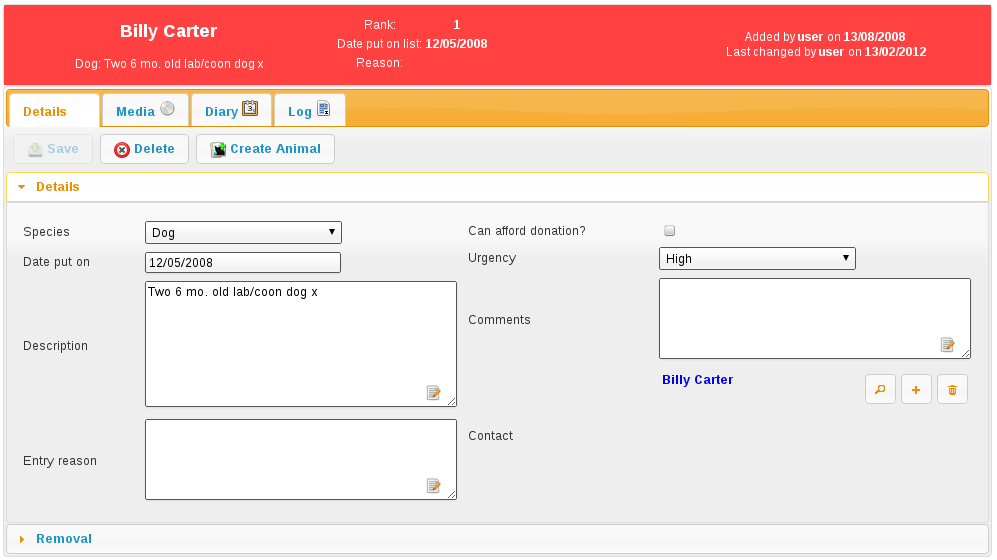 Billy Carter
Dog: Two 6 mo. old lab/coon dog x
Rank: 1
Date put on list: 12/05/2008
Reason:
Added by user on 13/08/2008
Last changed by user on 13/02/2012
Details
Media
Diary
Log
Save
Delete
Create Animal
Details
Species
Dog
Can afford donation?
Date put on
12/05/2008
Urgency
High
Description
Two 6 mo. old lab/coon dog x
Comments
Billy Carter
Contact
Entry reason
Removal